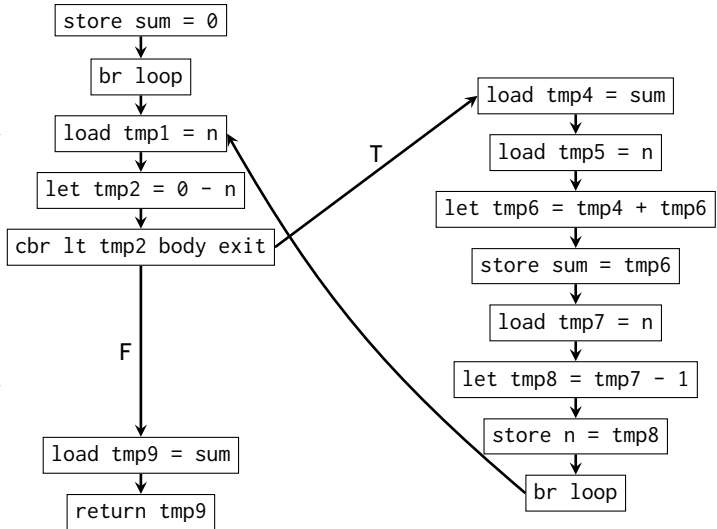 store sum = 0
br loop
load tmp1 = n
let tmp2 = 0 - n
cbr lt tmp2 body exit
T
F
load tmp9 = sum
return tmp9
load tmp4 = sum
load tmp5 = n
let tmp6 = tmp4 + tmp6
store sum = tmp6
load tmp7 = n
let tmp8 = tmp7 - 1
store n = tmp8
br loop